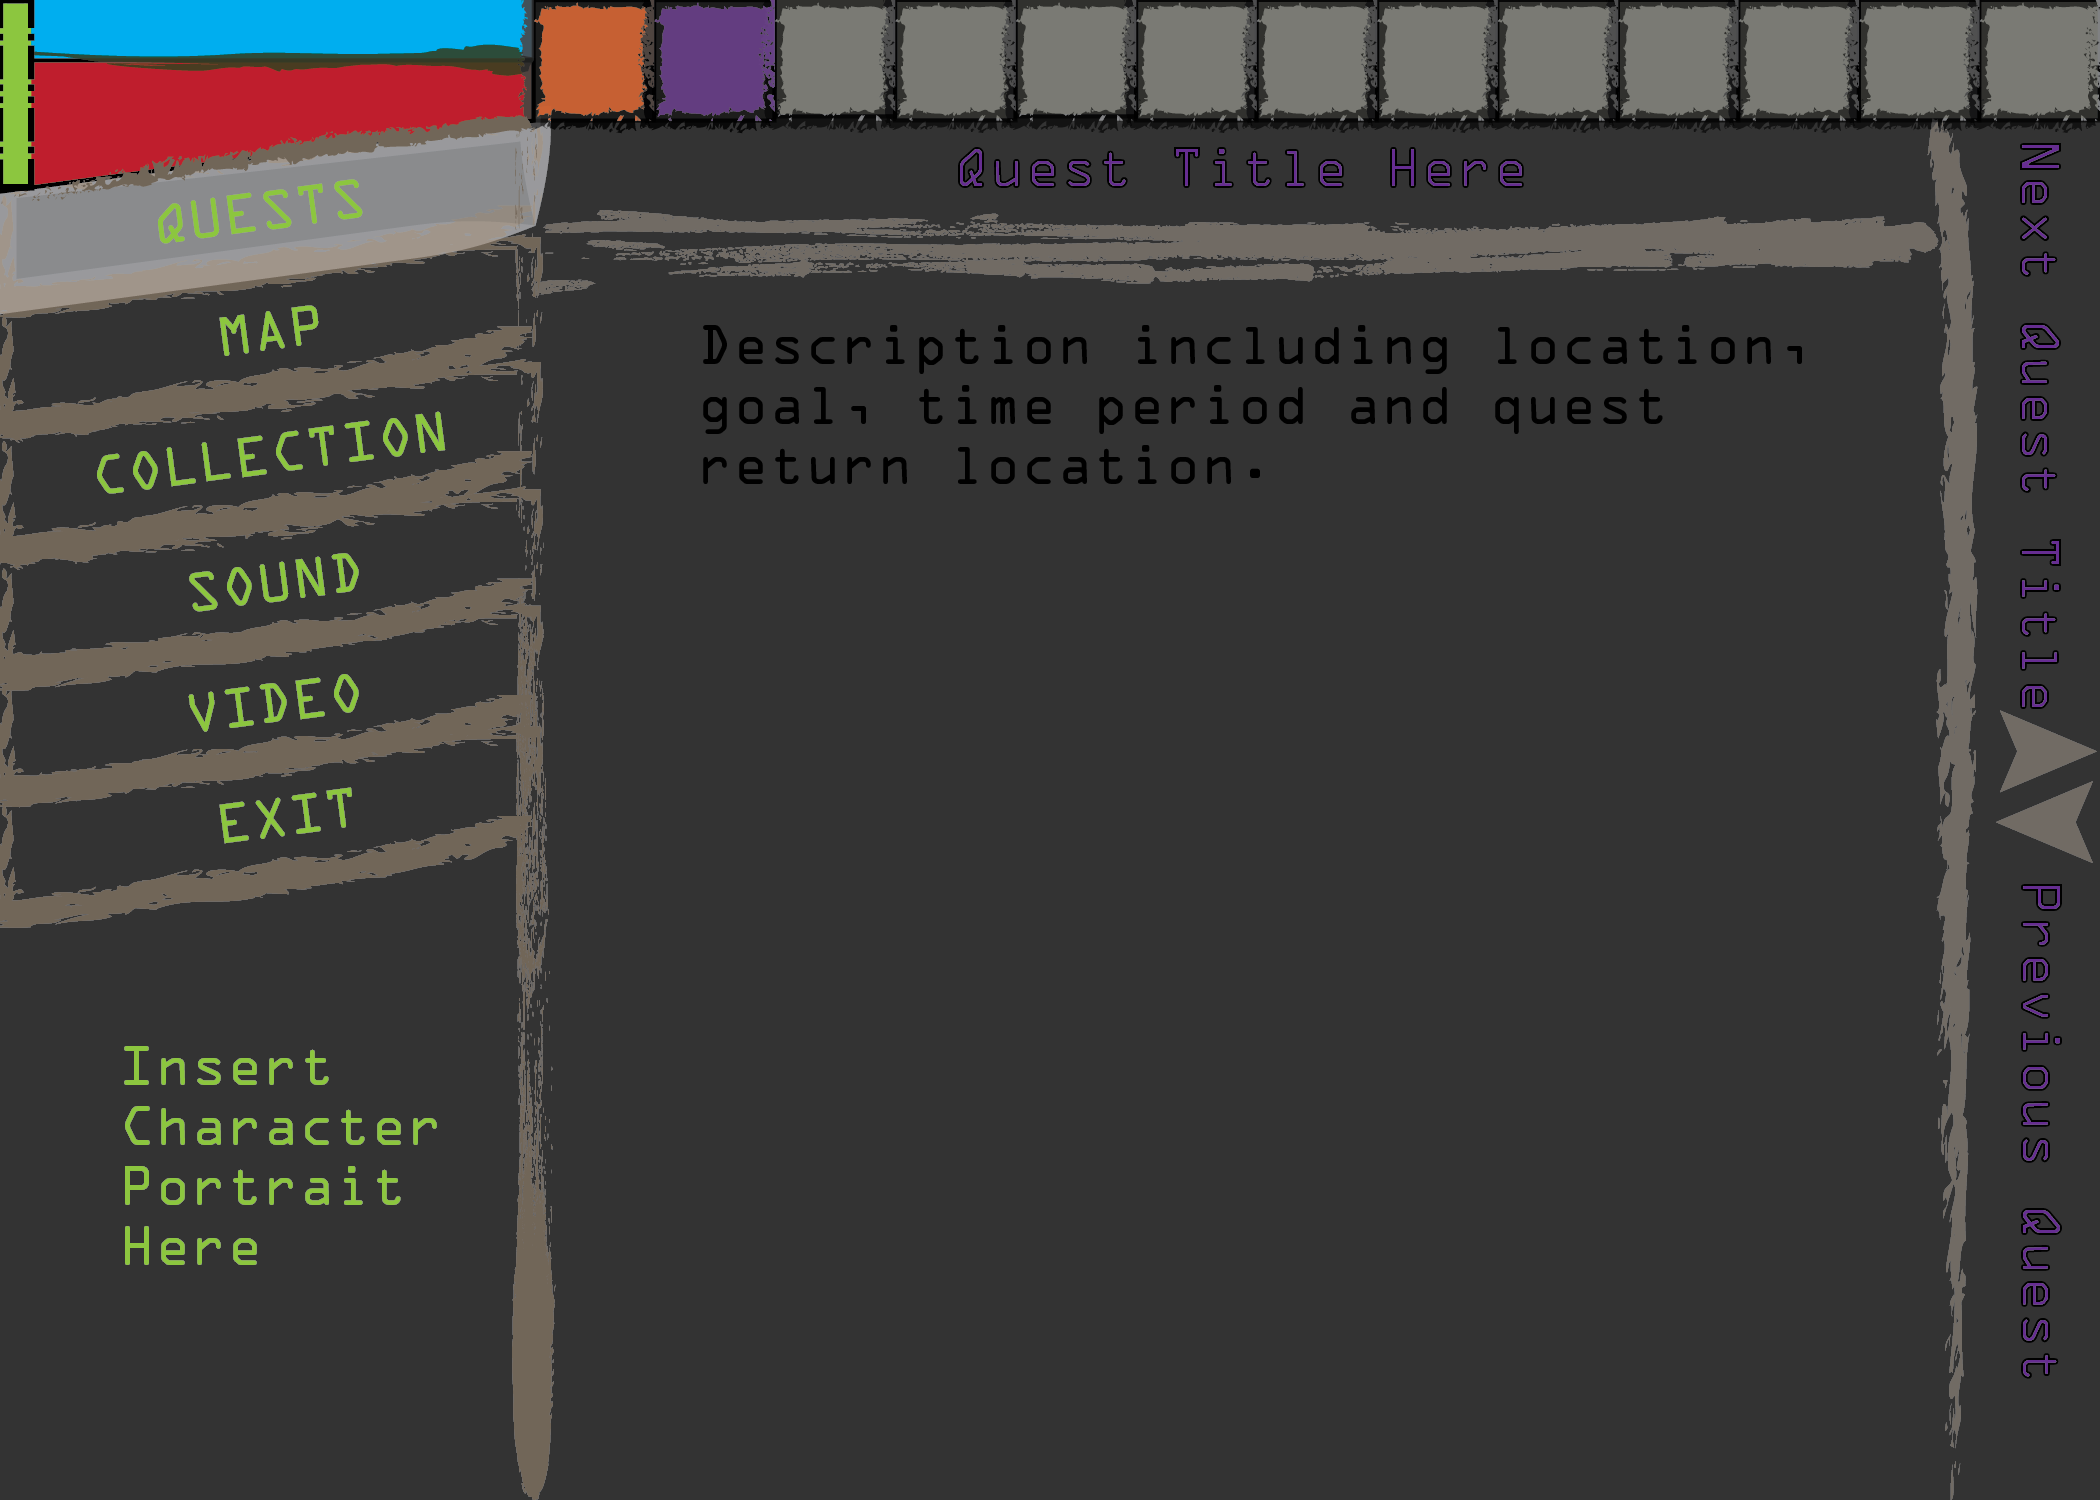 QUESTS
MAP
COLLECTION
SOUND
VIDEO
EXIT
Insert
Character
Portrait
Here
Quest Title Here
Description including location,
goal, time period and quest
return location.
Next Quest Title
Previous Quest